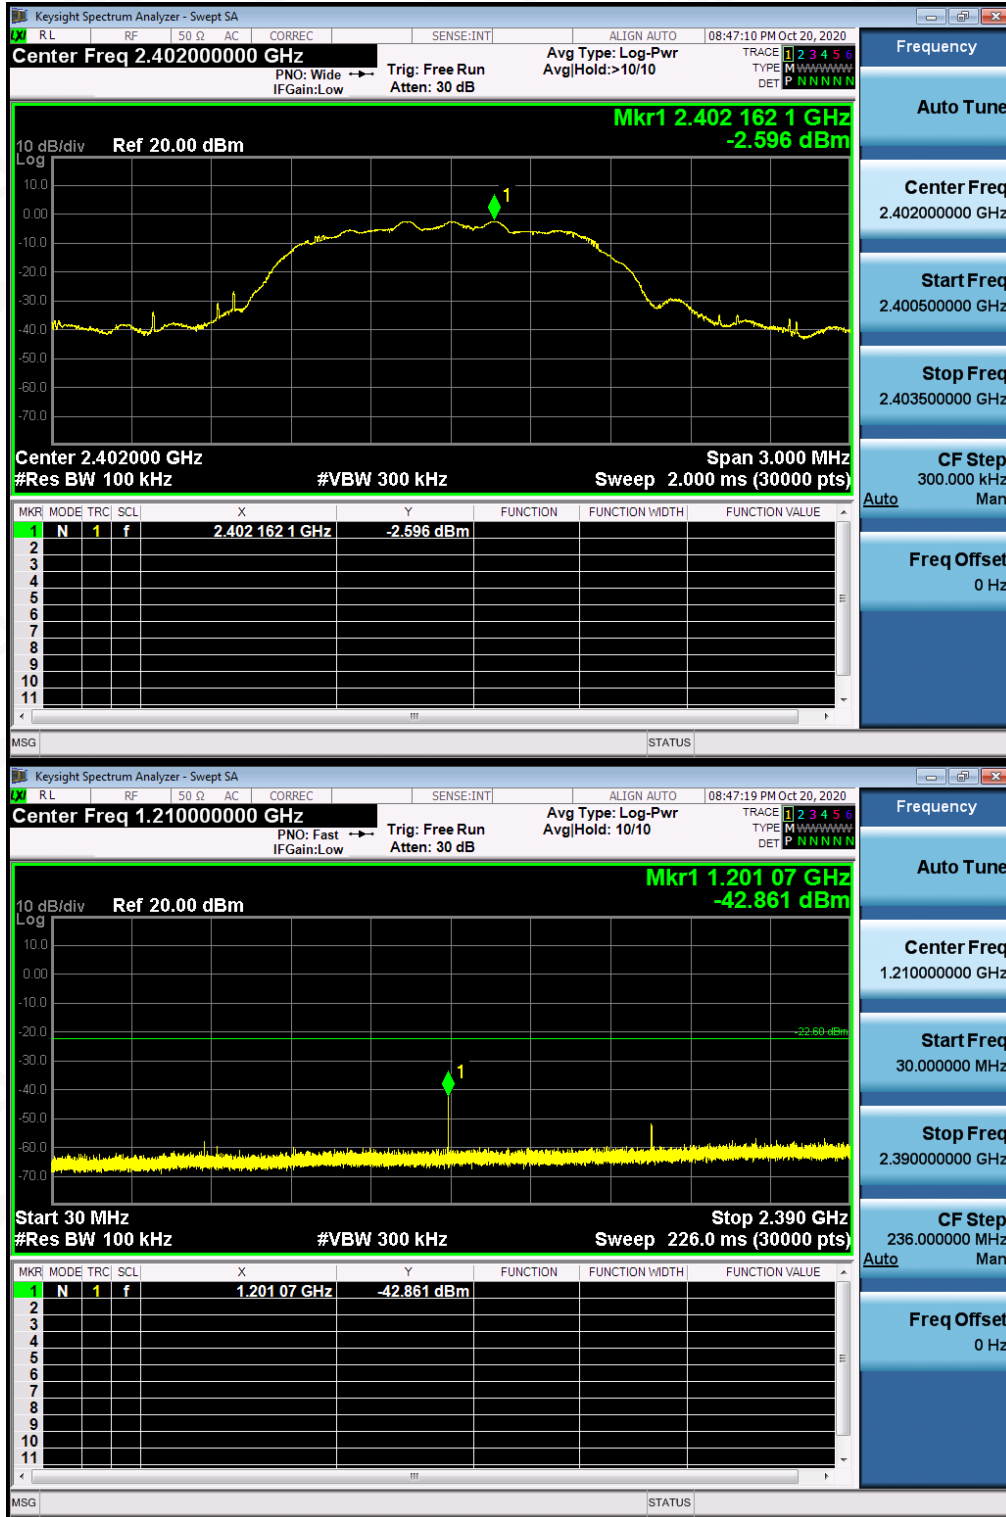 Keysight Spectrum Analyzer - Swept SA
LXI RL RF 50 Ω AC CORREC SENSE:INT ALIGN AUTO 08:47:10 PM Oct 20, 2020
Center Freq 2.402000000 GHz
PNO: Wide
IFGain:Low
Trig: Free Run
Atten: 30 dB
Avg Type: Log-Pwr
Avg|Hold:>10/10
TRACE 1 2 3 4 5 6
TYPE M WWWWW
DET P N N N N N
Mkr1 2.402 162 1 GHz
-2.596 dBm
10 dB/div Ref 20.00 dBm
Log
10.0
0.00
-10.0
-20.0
-30.0
-40.0
-50.0
-60.0
-70.0
1
Center 2.402000 GHz Span 3.000 MHz
#Res BW 100 kHz #VBW 300 kHz Sweep 2.000 ms (30000 pts)
MKR MODE TRC SCL X Y FUNCTION FUNCTION WIDTH FUNCTION VALUE
1 N 1 f 2.402 162 1 GHz -2.596 dBm
2
3
4
5
6
7
8
9
10
11
MSG STATUS
Frequency
Auto Tune
Center Freq
2.402000000 GHz
Start Freq
2.400500000 GHz
Stop Freq
2.403500000 GHz
CF Step
300.000 kHz
Auto Man
Freq Offset
0 Hz
Keysight Spectrum Analyzer - Swept SA
LXI RL RF 50 Ω AC CORREC SENSE:INT ALIGN AUTO 08:47:19 PM Oct 20, 2020
Center Freq 1.210000000 GHz
PNO: Fast
IFGain:Low
Trig: Free Run
Atten: 30 dB
Avg Type: Log-Pwr
Avg|Hold: 10/10
TRACE 1 2 3 4 5 6
TYPE M WWWWW
DET P N N N N N
Mkr1 1.201 07 GHz
-42.861 dBm
10 dB/div Ref 20.00 dBm
Log
10.0
0.00
-10.0
-20.0
-30.0
-40.0
-50.0
-60.0
-70.0
-22.60 dBm
1
Start 30 MHz Stop 2.390 GHz
#Res BW 100 kHz #VBW 300 kHz Sweep 226.0 ms (30000 pts)
MKR MODE TRC SCL X Y FUNCTION FUNCTION WIDTH FUNCTION VALUE
1 N 1 f 1.201 07 GHz -42.861 dBm
2
3
4
5
6
7
8
9
10
11
MSG STATUS
Frequency
Auto Tune
Center Freq
1.210000000 GHz
Start Freq
30.000000 MHz
Stop Freq
2.390000000 GHz
CF Step
236.000000 MHz
Auto Man
Freq Offset
0 Hz